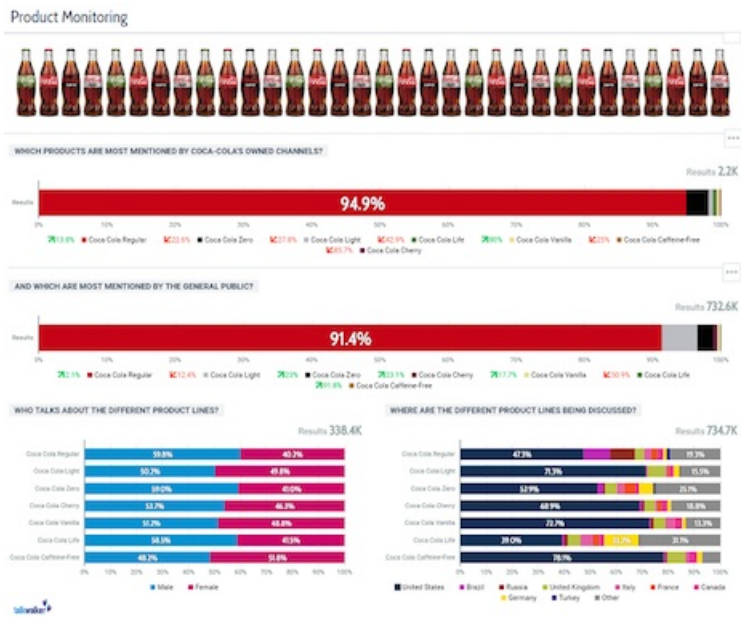 Product Monitoring
WHICH PRODUCTS ARE MOST MENTIONED BY COCA-COLA'S OWNED CHANNELS?
Results 2.2K
Results
94.9%
0% 10% 20% 30% 40% 50% 60% 70% 80% 90% 100%
13.8% Coca Cola Regular 22.6% Coca Cola Zero Coca Cola Light 42.9% Coca Cola Life 80% Coca Cola Vanilla 25% Coca Cola Caffeine-Free
85.7% Coca Cola Cherry
AND WHICH ARE MOST MENTIONED BY THE GENERAL PUBLIC?
Results 732.6K
Results
91.4%
0% 10% 20% 30% 40% 50% 60% 70% 80% 90% 100%
2.1% Coca Cola Regular 12.4% Coca Cola Light 23% Coca Cola Zero 23.1% Coca Cola Cherry 17.7% Coca Cola Vanilla 50.9% Coca Cola Life
91.8% Coca Cola Caffeine-Free
WHO TALKS ABOUT THE DIFFERENT PRODUCT LINES?
Results 338.4K
Coca Cola Regular 59.8% 40.2%
Coca Cola Light 50.2% 49.8%
Coca Cola Zero 59.0% 41.0%
Coca Cola Cherry 53.7% 46.3%
Coca Cola Vanilla 51.2% 48.8%
Coca Cola Life 58.5% 41.5%
Coca Cola Caffeine-Free 48.2% 51.8%
0% 10% 20% 30% 40% 50% 60% 70% 80% 90% 100%
Male Female
WHERE ARE THE DIFFERENT PRODUCT LINES BEING DISCUSSED?
Results 734.7K
Coca Cola Regular 47.3% 19.3%
Coca Cola Light 71.3% 15.5%
Coca Cola Zero 52.9% 25.1%
Coca Cola Cherry 68.9% 18.8%
Coca Cola Vanilla 72.7% 13.3%
Coca Cola Life 39.0% 31.1%
Coca Cola Caffeine-Free 78.1%
0% 10% 20% 30% 40% 50% 60% 70% 80% 90% 100%
United States Brazil Russia United Kingdom Italy France Canada
Germany Turkey Other
talkwalker